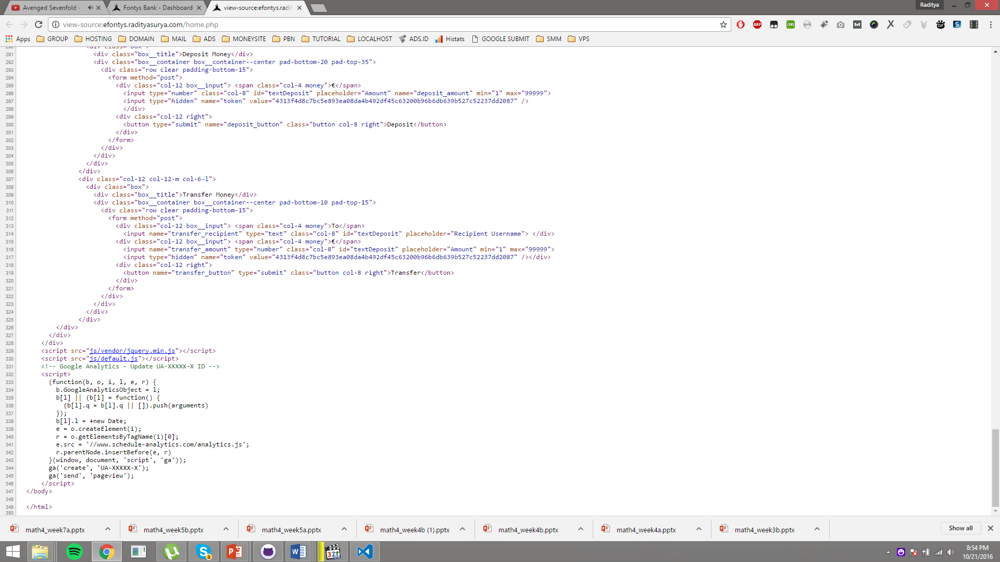 Avenged Sevenfold -
Fontys Bank - Dashboard
view-source:efontys.radit
Raditya
view-source:efontys.radityasurya.com/home.php
Apps GROUP HOSTING DOMAIN MAIL ADS MONEYSITE PBN TUTORIAL LOCALHOST ADS.ID Histats GOOGLE SUBMIT SMM VPS
290 <div class="box">
291 <div class="box__title">Deposit Money</div>
292 <div class="box__container box__container--center pad-bottom-20 pad-top-35">
293 <div class="row clear padding-bottom-15">
294 <form method="post">
295 <div class="col-12 box__input"> <span class="col-4 money">€</span>
296 <input type="number" class="col-8" id="textDeposit" placeholder="Amount" name="deposit_amount" min="1" max="99999">
297 <input type="hidden" name="token" value="4313f4d8c7bc5e893ea08da4b492df45c63200b96b6db639b527c52237dd2087" />
298 </div>
299 <div class="col-12 right">
300 <button type="submit" name="deposit_button" class="button col-8 right">Deposit</button>
301 </div>
302 </form>
303 </div>
304 </div>
305 </div>
306 </div>
307 <div class="col-12 col-12-m col-6-l">
308 <div class="box">
309 <div class="box__title">Transfer Money</div>
310 <div class="box__container box__container--center pad-bottom-10 pad-top-15">
311 <div class="row clear padding-bottom-15">
312 <form method="post">
313 <div class="col-12 box__input"> <span class="col-4 money">To</span>
314 <input name="transfer_recipient" type="text" class="col-8" id="textDeposit" placeholder="Recipient Username"> </div>
315 <div class="col-12 box__input"> <span class="col-4 money">€</span>
316 <input name="transfer_amount" type="number" class="col-8" id="textDeposit" placeholder="Amount" min="1" max="99999">
317 <input type="hidden" name="token" value="4313f4d8c7bc5e893ea08da4b492df45c63200b96b6db639b527c52237dd2087" /></div>
318 <div class="col-12 right">
319 <button name="transfer_button" type="submit" class="button col-8 right">Transfer</button>
320 </div>
321 </form>
322 </div>
323 </div>
324 </div>
325 </div>
326 </div>
327 </div>
328 </div>
329 <script src="js/vendor/jquery.min.js"></script>
330 <script src="js/default.js"></script>
331 <!-- Google Analytics - Update UA-XXXXX-X ID -->
332 <script>
333 (function(b, o, i, l, e, r) {
334 b.GoogleAnalyticsObject = l;
335 b[l] || (b[l] = function() {
336 (b[l].q = b[l].q || []).push(arguments)
337 });
338 b[l].l = +new Date;
339 e = o.createElement(i);
340 r = o.getElementsByTagName(i)[0];
341 e.src = '//www.schedule-analytics.com/analytics.js';
342 r.parentNode.insertBefore(e, r)
343 }(window, document, 'script', 'ga'));
344 ga('create', 'UA-XXXXX-X');
345 ga('send', 'pageview');
346 </script>
347 </body>
348
349 </html>
350
math4_week7a.pptx math4_week5b.pptx math4_week5a.pptx math4_week4b (1).pptx math4_week4b.pptx math4_week4a.pptx math4_week3b.pptx Show all
8:54 PM
10/21/2016